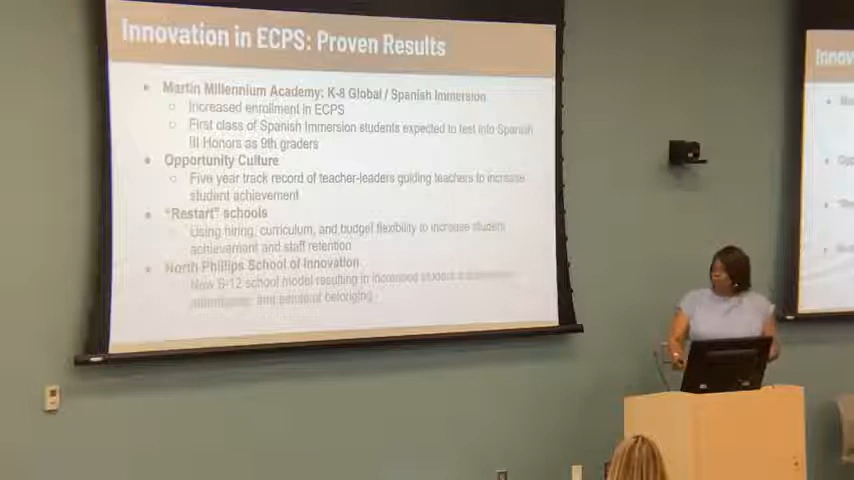 Innovation in ECPS: Proven Results
Martin Millennium Academy: K-8 Global / Spanish Immersion
Increased enrollment in ECPS
First class of Spanish Immersion students expected to test into Spanish
III Honors as 9th graders
Opportunity Culture
Five year track record of teacher-leaders guiding teachers to increase
student achievement
"Restart" schools
Using hiring, curriculum, and budget flexibility to increase student
achievement and staff retention
North Phillips School of Innovation
New 6-12 school model resulting in increased student
and sense of belonging
Innov